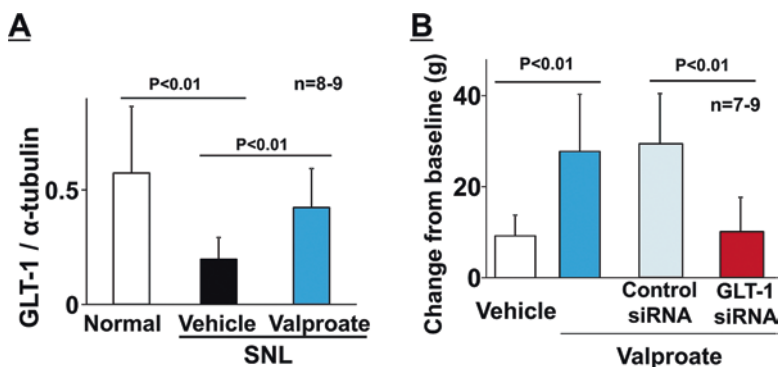 A
P<0.01
n=8-9
P<0.01
GLT-1 / α-tubulin
0.5
0
Normal
Vehicle
Valproate
SNL
B
P<0.01
P<0.01
n=7-9
Change from baseline (g)
40
20
0
Vehicle
Control
siRNA
GLT-1
siRNA
Valproate